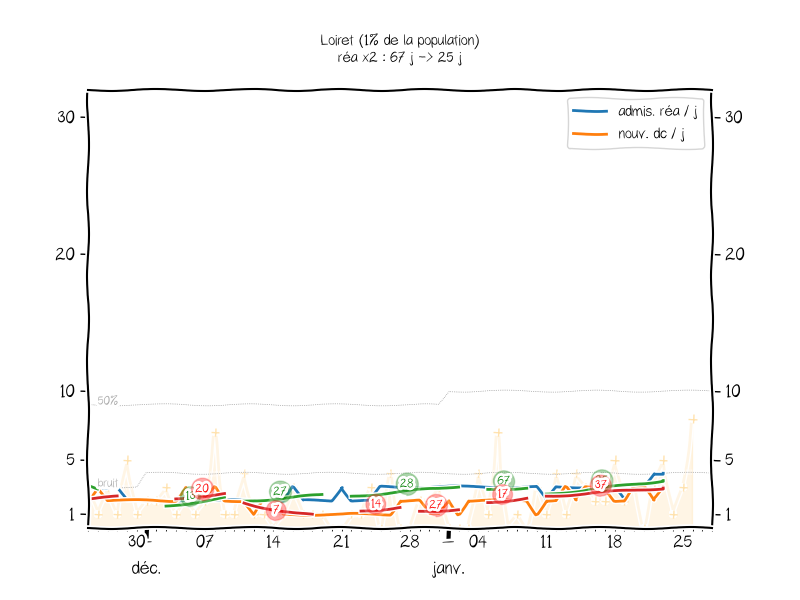 Loiret (1% de la population)
réa x2 : 67 j -> 25 j
admis. réa / j
nouv. dc / j
30 30
20 20
10 10
50%
5 5
bruit
1 1
20 27 7 14 28 27 67 17 37
30 07 14 21 28 04 11 18 25
déc. janv.